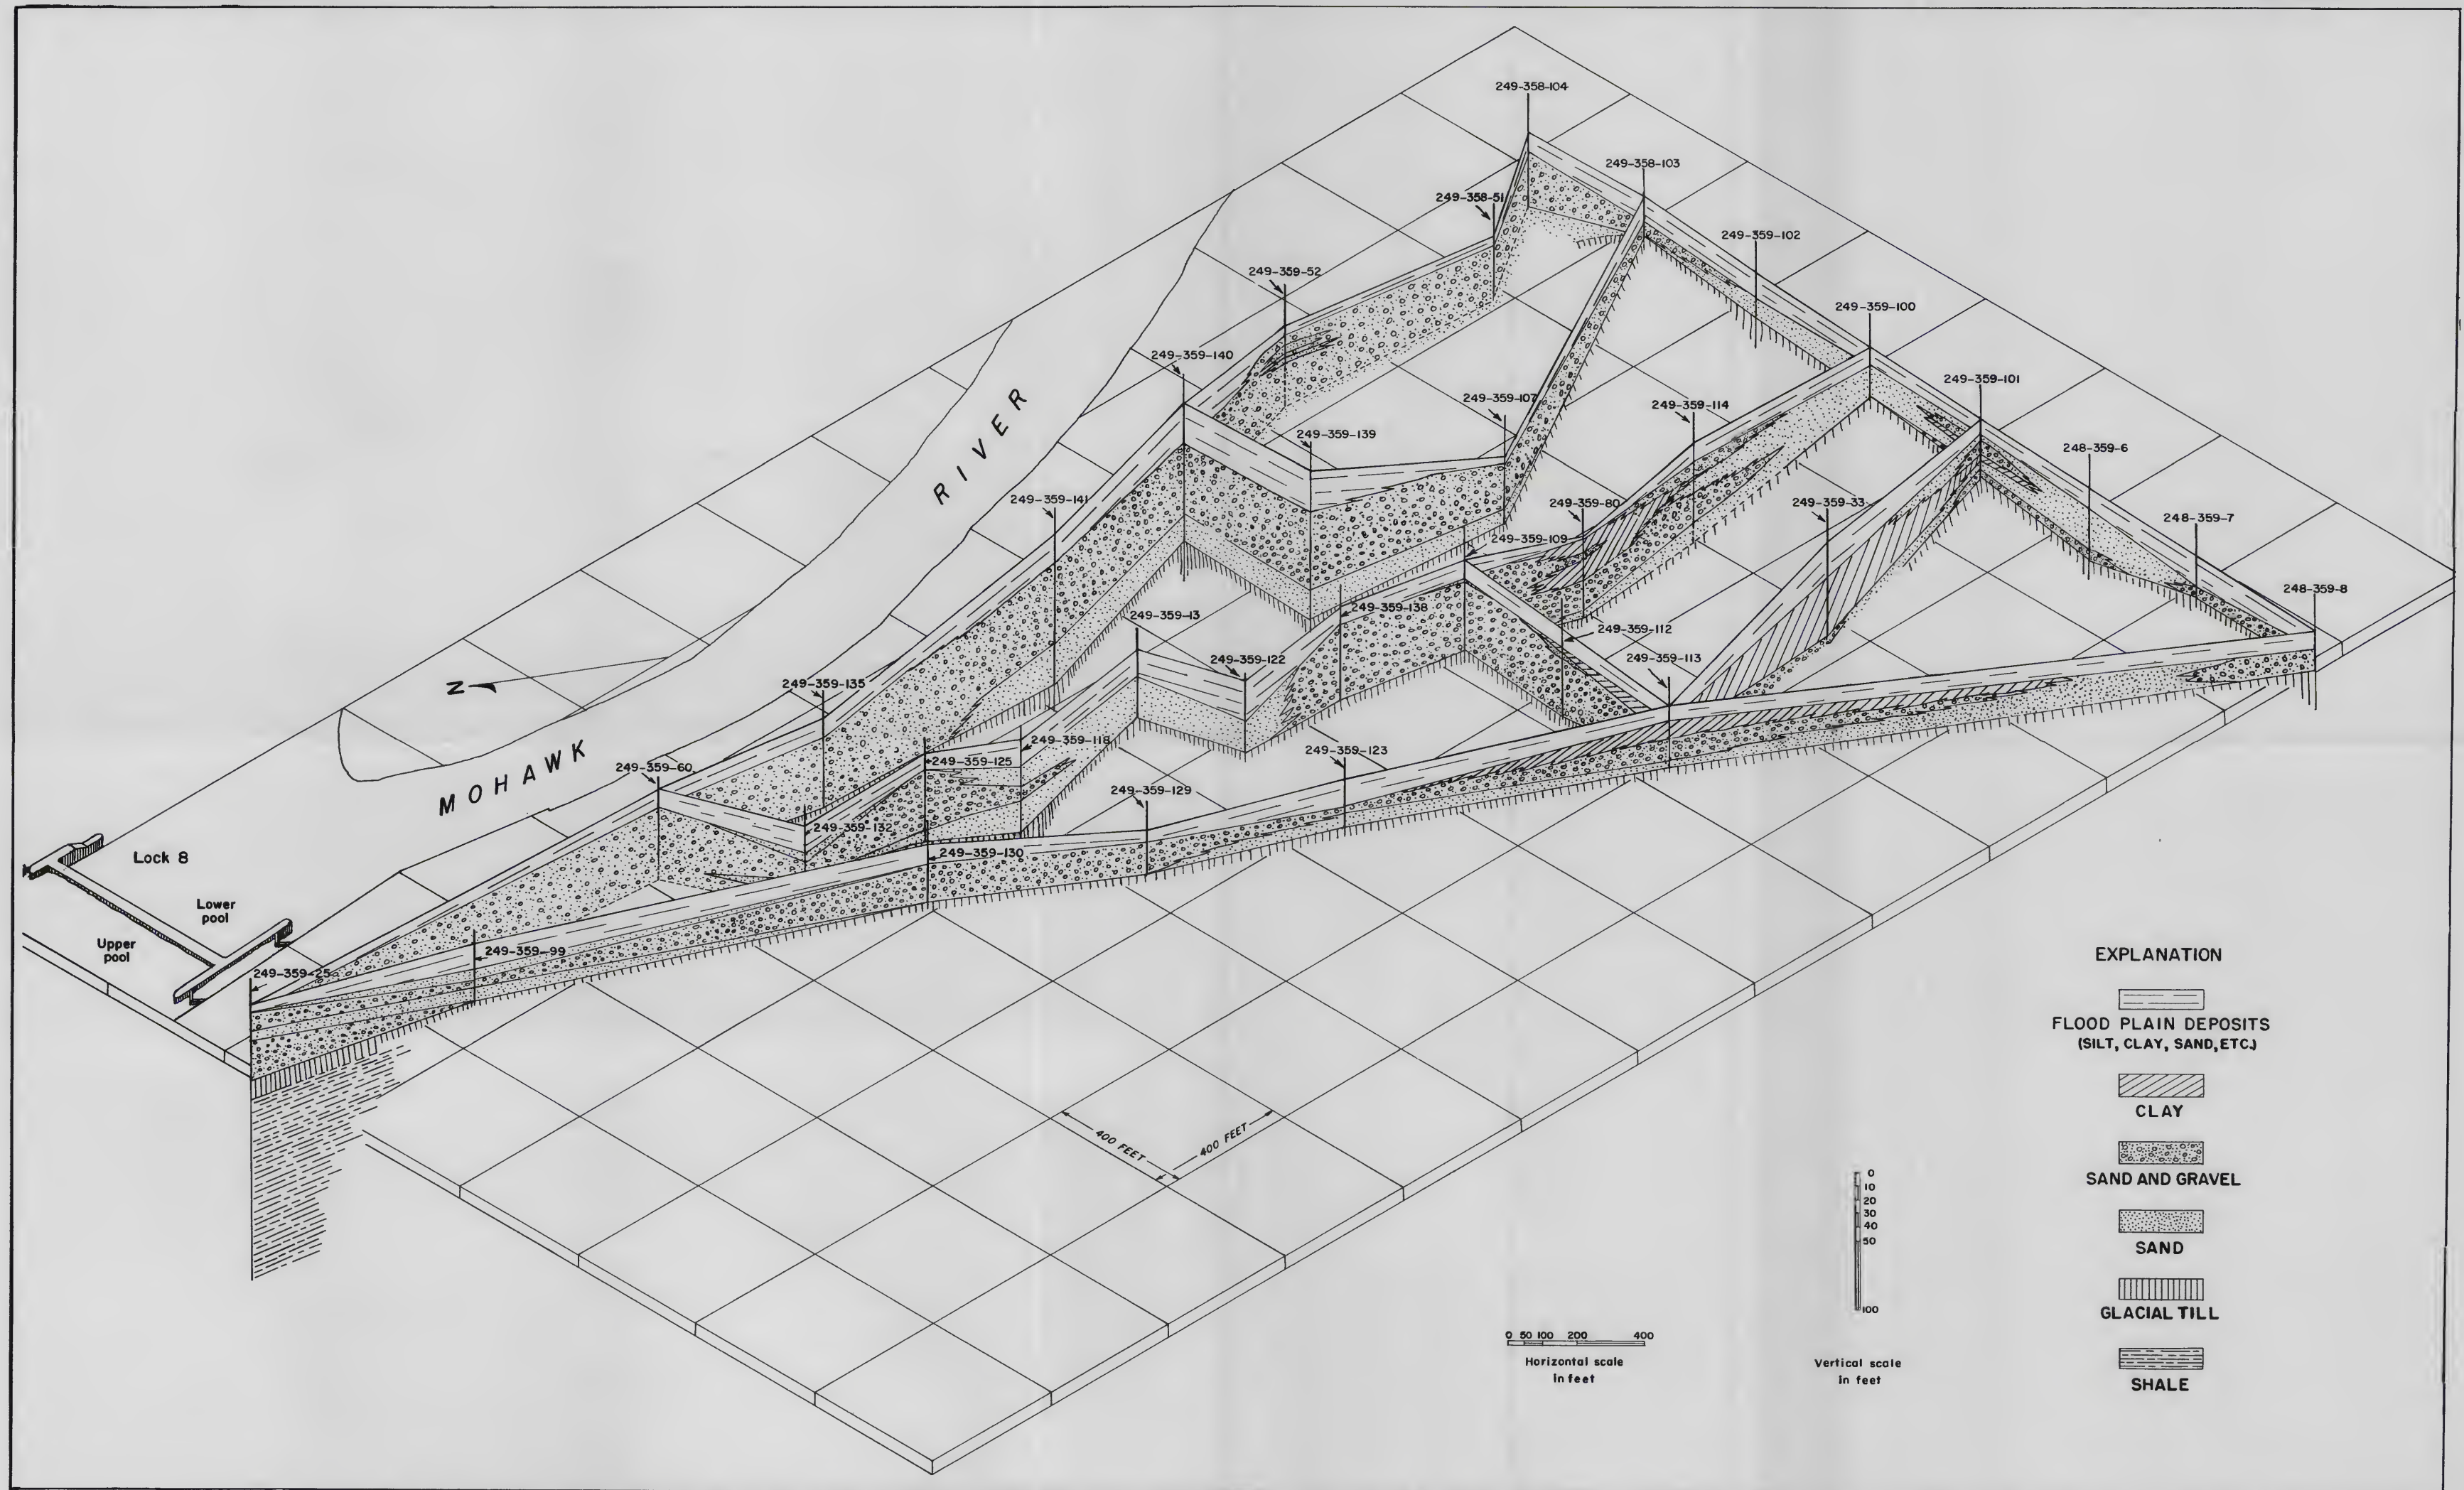 249-358-104
249-358-103
249-358-51
249-359-102
249-359-52
249-359-100
249-359-140
249-359-101
249-359-107
249-359-114
249-359-139
248-359-6
RIVER
249-359-141
249-359-80
249-359-33
248-359-7
249-359-109
248-359-8
249-359-13
249-359-138
249-359-112
249-359-122
249-359-113
N
249-359-135
249-359-118
249-359-123
MOHAWK
249-359-60
249-359-125
249-359-129
249-359-132
249-359-130
Lock 8
Lower
pool
Upper
pool
249-359-99
249-359-25
400 FEET
400 FEET
EXPLANATION
FLOOD PLAIN DEPOSITS
(SILT, CLAY, SAND, ETC.)
CLAY
SAND AND GRAVEL
SAND
GLACIAL TILL
SHALE
0
10
20
30
40
50
100
Vertical scale
in feet
0 50 100 200 400
Horizontal scale
in feet